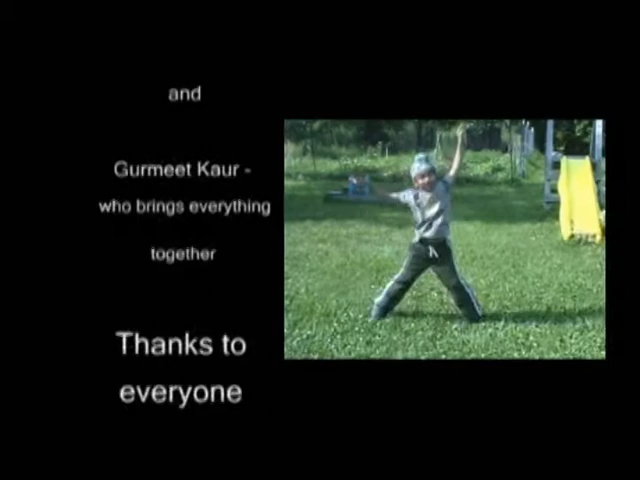 and
Gurmeet Kaur -
who brings everything
together
Thanks to
everyone